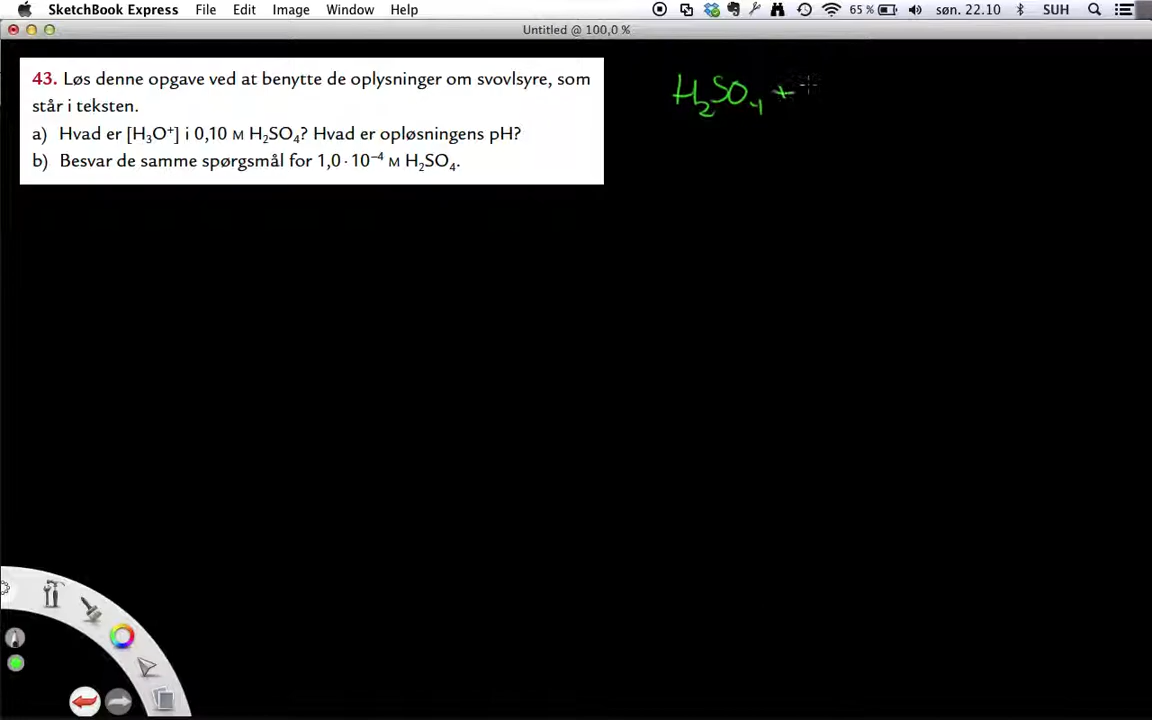 SketchBook Express File Edit Image Window Help 65 % søn. 22.10 SUH
Untitled @ 100,0 %
43. Løs denne opgave ved at benytte de oplysninger om svovlsyre, som
står i teksten.
a) Hvad er [H₃O⁺] i 0,10 M H₂SO₄? Hvad er opløsningens pH?
b) Besvar de samme spørgsmål for 1,0 · 10⁻⁴ M H₂SO₄.
H₂SO₄ +